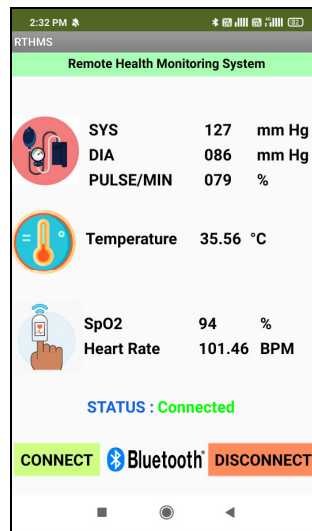 2:32 PM
RTHMS
Remote Health Monitoring System
SYS 127 mm Hg
DIA 086 mm Hg
PULSE/MIN 079 %
Temperature 35.56 °C
SpO2 94 %
Heart Rate 101.46 BPM
STATUS : Connected
CONNECT Bluetooth DISCONNECT